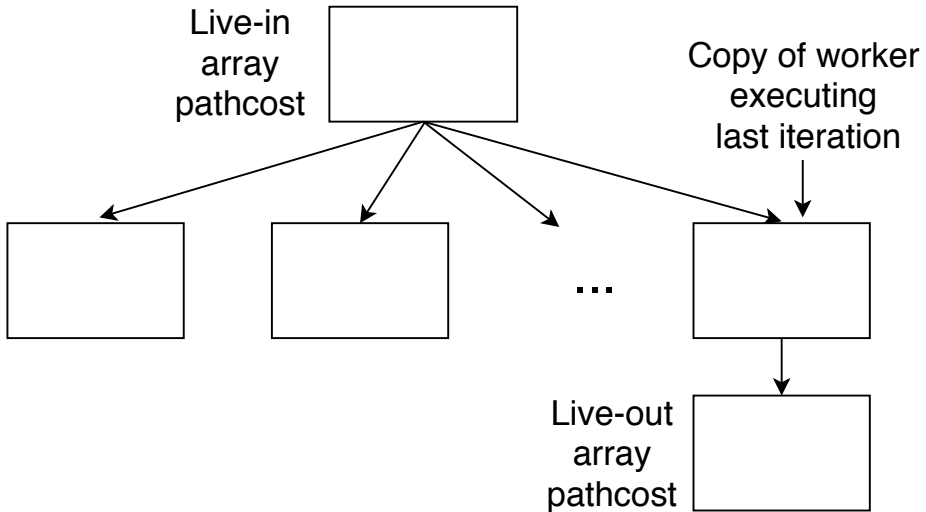 Live-in
array
pathcost
Copy of worker
executing
last iteration
...
Live-out
array
pathcost